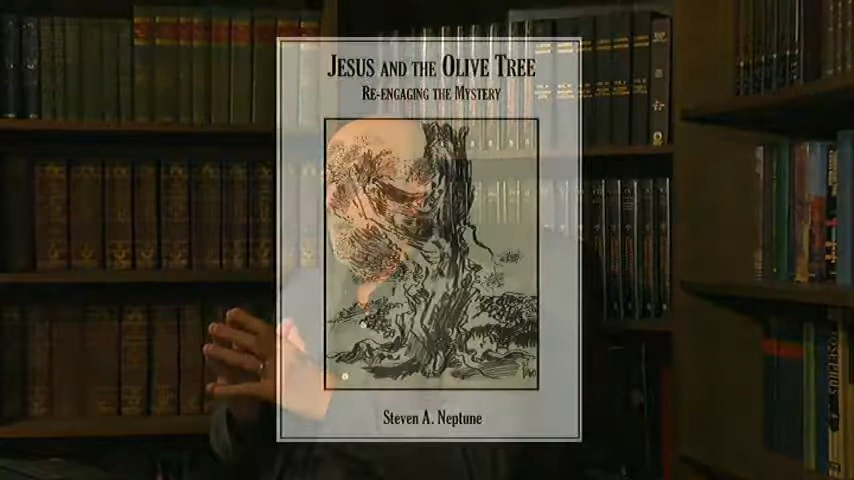 JESUS AND THE OLIVE TREE
RE-ENGAGING THE MYSTERY
Steven A. Neptune